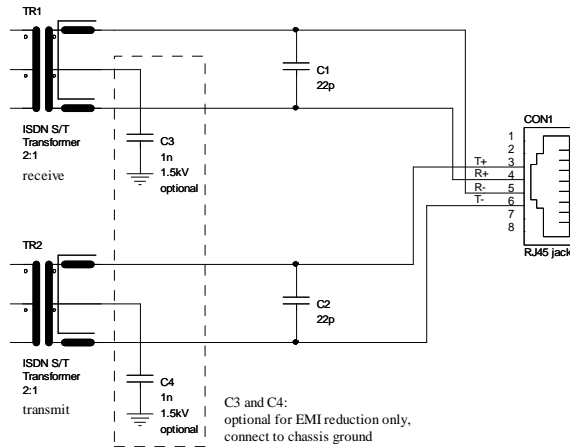 TR1
C1
22p
CON1
C3
1n
1.5kV
optional
ISDN S/T
Transformer
2:1
receive
1
2
3
4
5
6
7
8
T+
R+
R-
T-
RJ45 jack
TR2
C2
22p
ISDN S/T
Transformer
2:1
transmit
C4
1n
1.5kV
optional
C3 and C4:
optional for EMI reduction only,
connect to chassis ground